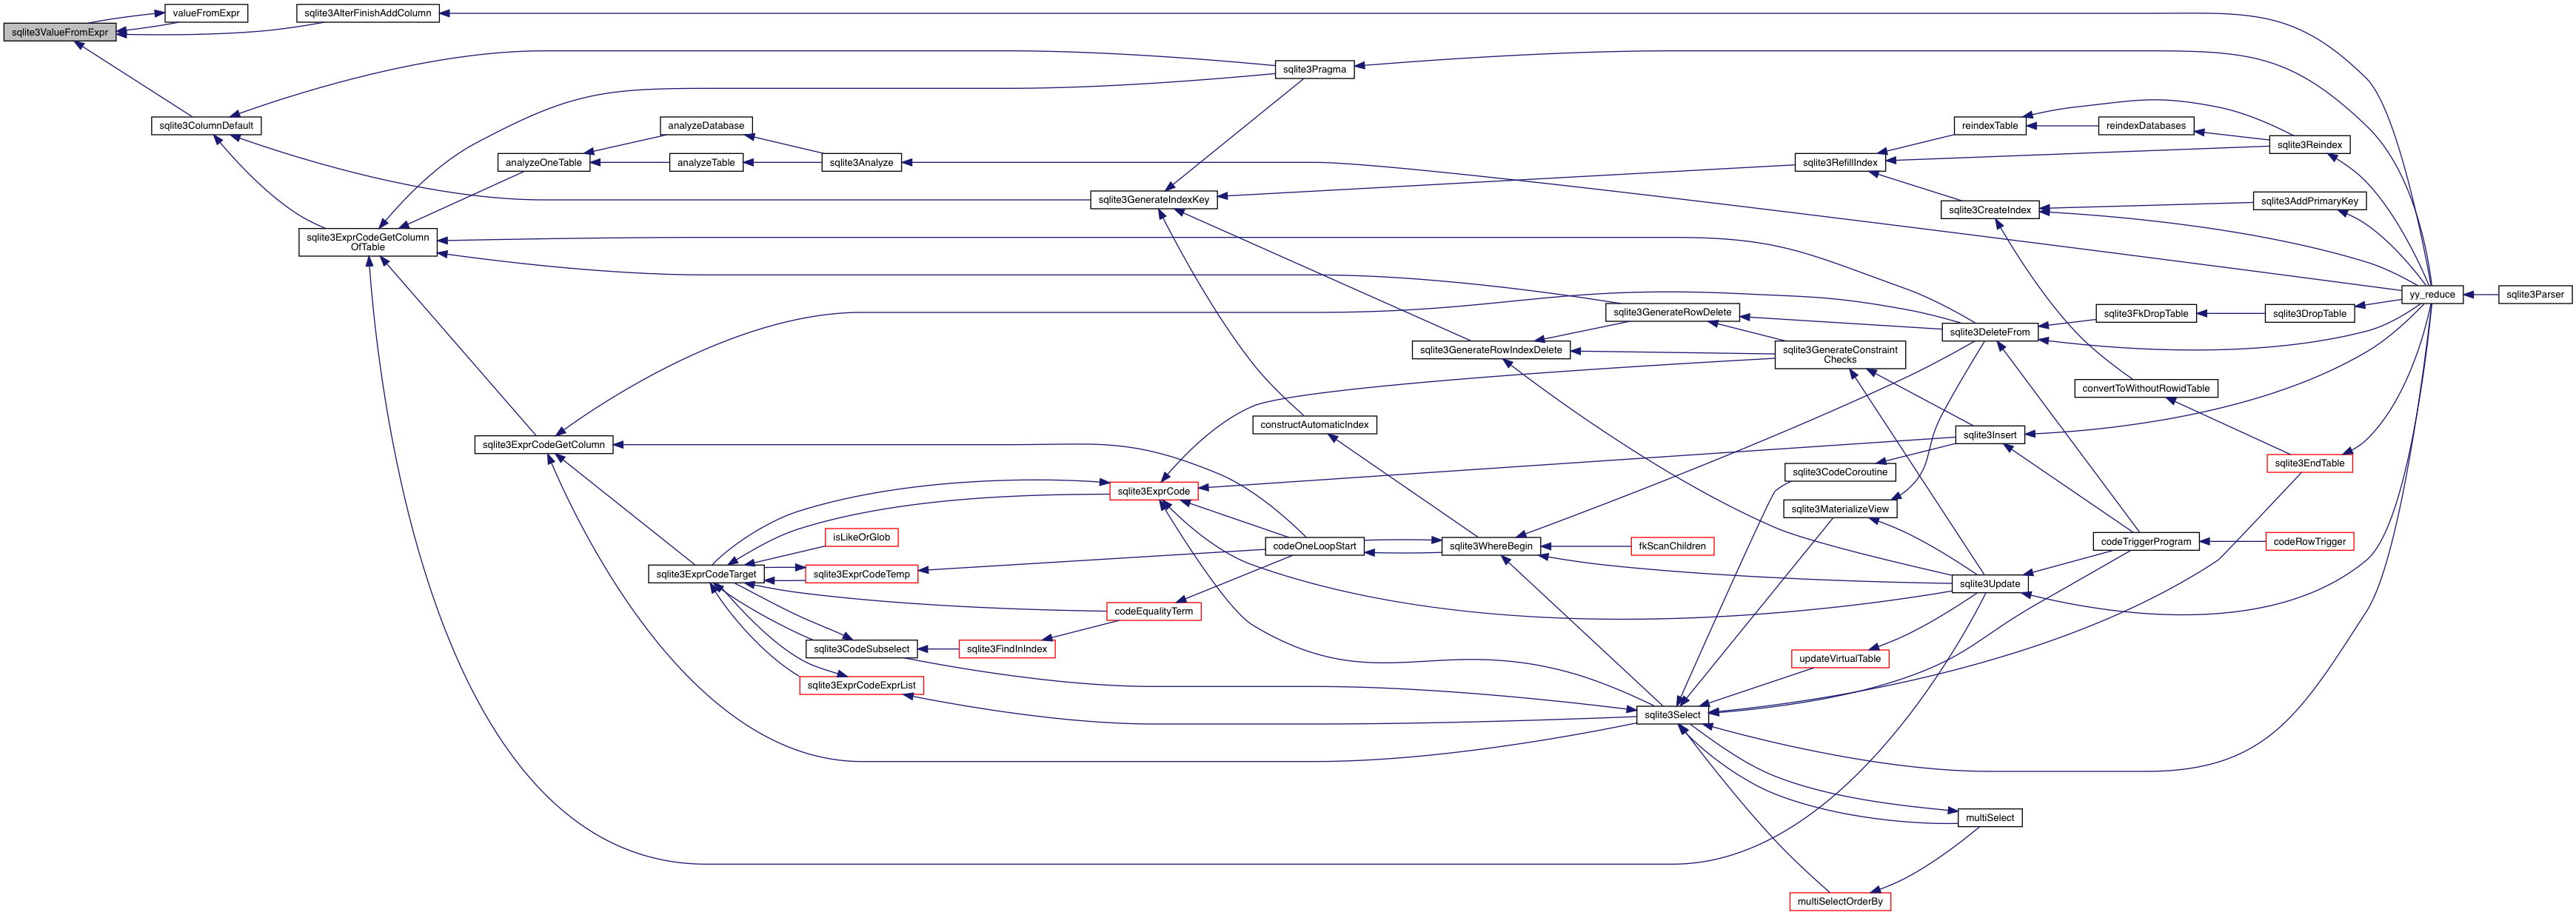 valueFromExpr
sqlite3AlterFinishAddColumn
sqlite3ValueFromExpr
sqlite3Pragma
sqlite3ColumnDefault
analyzeDatabase
reindexTable
reindexDatabases
sqlite3Reindex
analyzeOneTable
analyzeTable
sqlite3Analyze
sqlite3RefillIndex
sqlite3GenerateIndexKey
sqlite3CreateIndex
sqlite3AddPrimaryKey
sqlite3ExprCodeGetColumn
OfTable
yy_reduce
sqlite3Parser
sqlite3GenerateRowDelete
sqlite3FkDropTable
sqlite3DropTable
sqlite3DeleteFrom
sqlite3GenerateRowIndexDelete
sqlite3GenerateConstraint
Checks
convertToWithoutRowidTable
constructAutomaticIndex
sqlite3ExprCodeGetColumn
sqlite3Insert
sqlite3EndTable
sqlite3CodeCoroutine
sqlite3ExprCode
sqlite3MaterializeView
isLikeOrGlob
codeOneLoopStart
sqlite3WhereBegin
fkScanChildren
codeTriggerProgram
codeRowTrigger
sqlite3ExprCodeTarget
sqlite3ExprCodeTemp
sqlite3Update
codeEqualityTerm
sqlite3CodeSubselect
sqlite3FindInIndex
updateVirtualTable
sqlite3ExprCodeExprList
sqlite3Select
multiSelect
multiSelectOrderBy